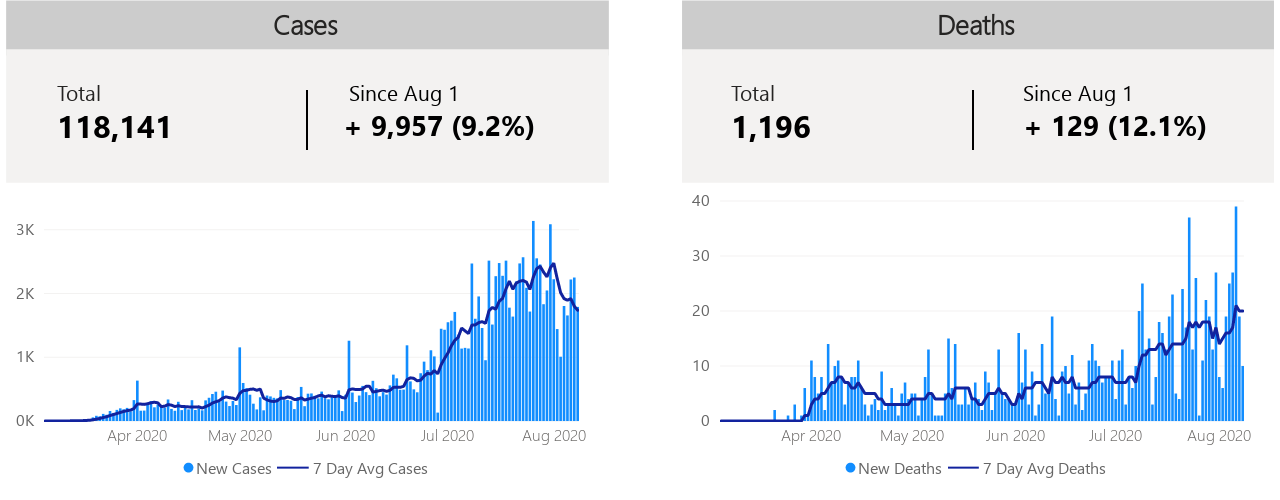 Cases
Total
118,141
Since Aug 1
+ 9,957 (9.2%)
3K
2K
1K
0K
Apr 2020 May 2020 Jun 2020 Jul 2020 Aug 2020
New Cases 7 Day Avg Cases
Deaths
Total
1,196
Since Aug 1
+ 129 (12.1%)
40
30
20
10
0
Apr 2020 May 2020 Jun 2020 Jul 2020 Aug 2020
New Deaths 7 Day Avg Deaths